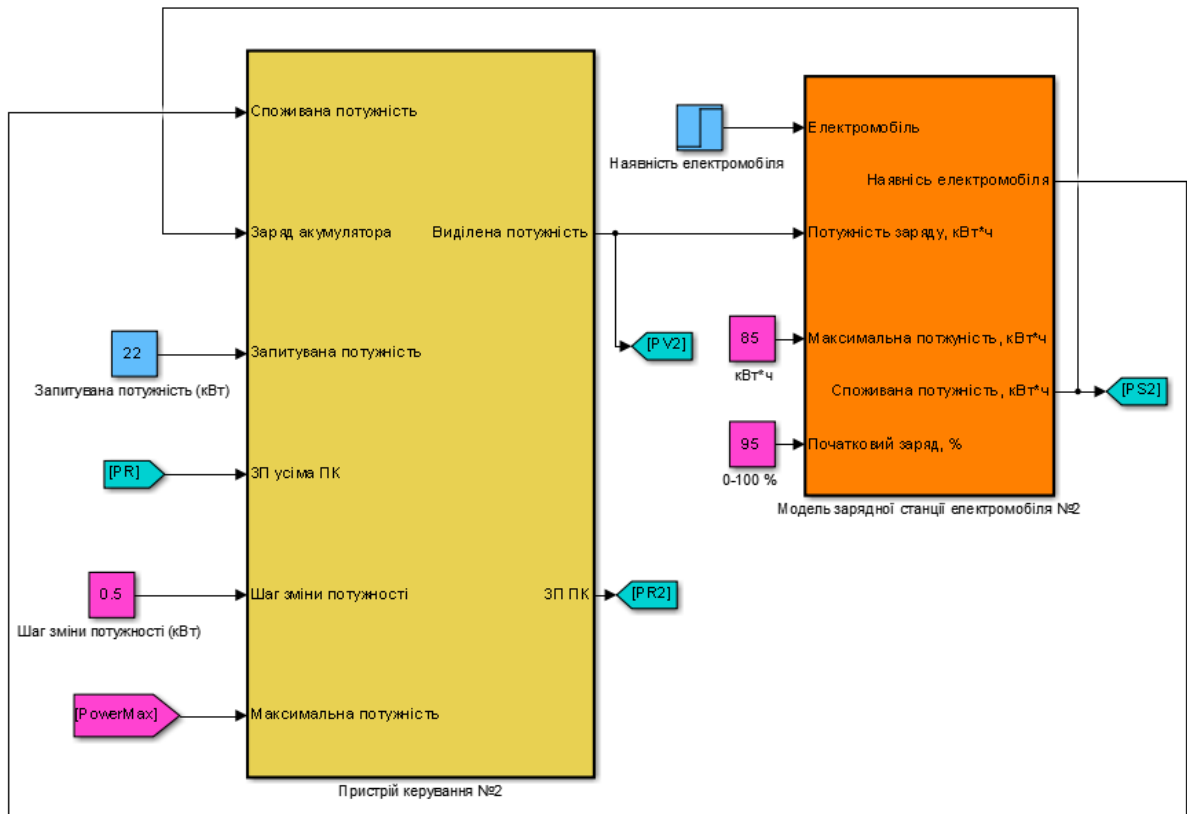 Споживана потужність
Заряд акумулятора
Виділена потужність
22
Запитувана потужність
Запитувана потужність (кВт)
[PR]
ЗП усіма ПК
0.5
Шаг зміни потужності
Шаг зміни потужності (кВт)
ЗП ПК
[PR2]
[PowerMax]
Максимальна потужність
Пристрій керування №2
Наявність електромобіля
Електромобіль
Наявнісь електромобіля
Потужність заряду, кВт*ч
[PV2]
85
кВт*ч
Максимальна потжуність, кВт*ч
Споживана потужність, кВт*ч
[PS2]
95
0-100 %
Початковий заряд, %
Модель зарядної станції електромобіля №2